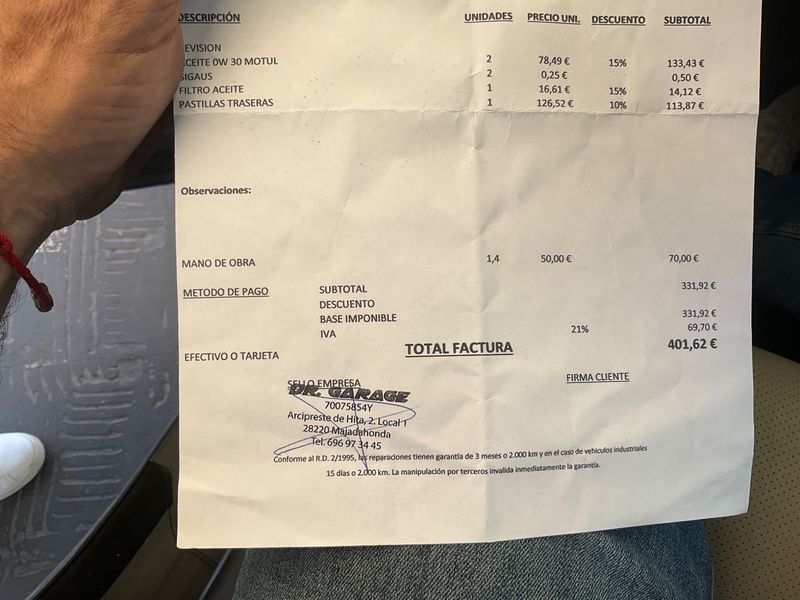 DESCRIPCIÓN UNIDADES PRECIO UNI. DESCUENTO SUBTOTAL
EVISION
ACEITE 0W 30 MOTUL 2 78,49 € 15% 133,43 €
SIGAUS 2 0,25 € 0,50 €
FILTRO ACEITE 1 16,61 € 15% 14,12 €
PASTILLAS TRASERAS 1 126,52 € 10% 113,87 €
Observaciones:
MANO DE OBRA 1,4 50,00 € 70,00 €
METODO DE PAGO SUBTOTAL 331,92 €
DESCUENTO
BASE IMPONIBLE 331,92 €
IVA 21% 69,70 €
EFECTIVO O TARJETA TOTAL FACTURA 401,62 €
SELLO EMPRESA FIRMA CLIENTE
DR. GARAGE
70075854Y
Arcipreste de Hita, 2. Local 1
28220 Majadahonda
Tel. 696 97 34 45
Conforme al R.D. 2/1995, las reparaciones tienen garantia de 3 meses o 2.000 km y en el caso de vehiculos industriales
15 días o 2.000 km. La manipulación por terceros invalida inmediatamente la garantía.